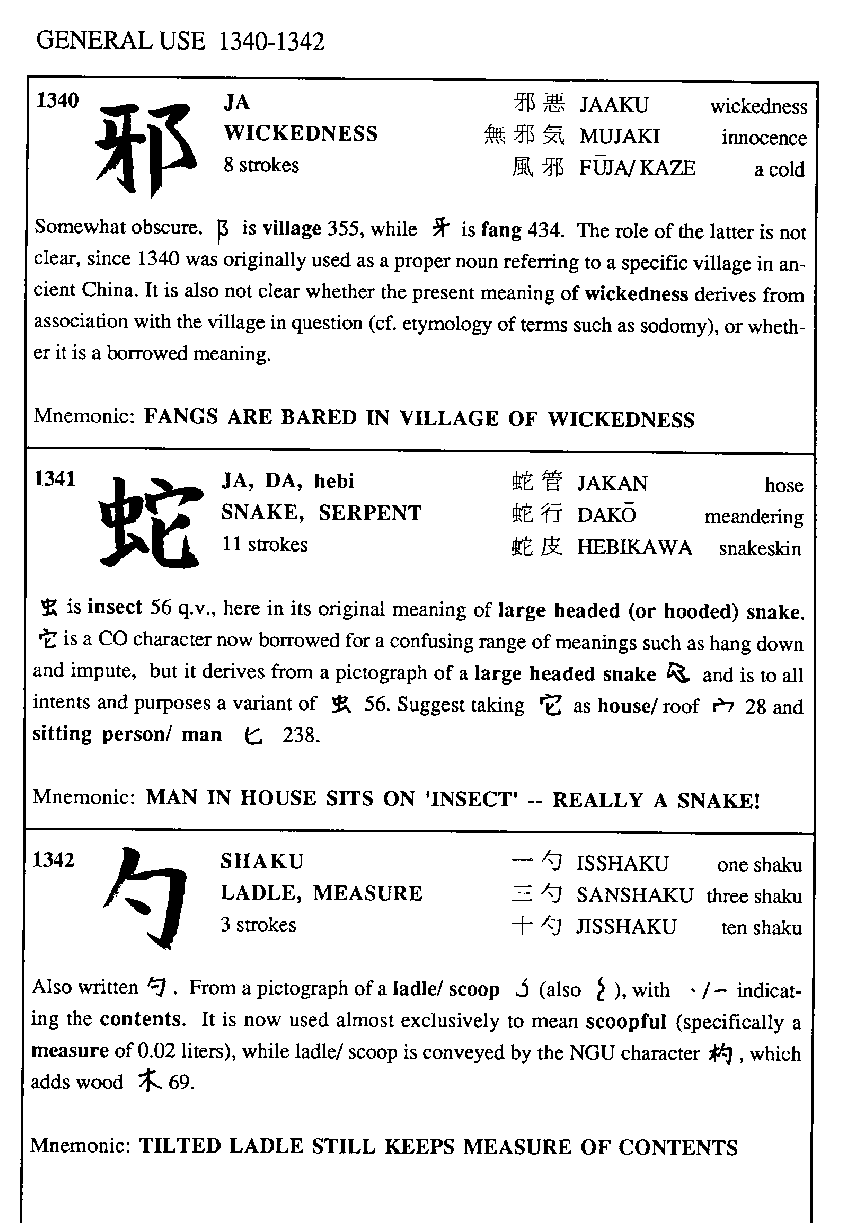 GENERAL USE 1340-1342
1340 邪 JA 邪悪 JAAKU wickedness
WICKEDNESS 無邪気 MUJAKI innocence
8 strokes 風邪 FŪJA/ KAZE a cold
Somewhat obscure. 阝 is village 355, while 牙 is fang 434. The role of the latter is not
clear, since 1340 was originally used as a proper noun referring to a specific village in an-
cient China. It is also not clear whether the present meaning of wickedness derives from
association with the village in question (cf. etymology of terms such as sodomy), or wheth-
er it is a borrowed meaning.
Mnemonic: FANGS ARE BARED IN VILLAGE OF WICKEDNESS
1341 蛇 JA, DA, hebi 蛇管 JAKAN hose
SNAKE, SERPENT 蛇行 DAKŌ meandering
11 strokes 蛇皮 HEBIKAWA snakeskin
虫 is insect 56 q.v., here in its original meaning of large headed (or hooded) snake.
它 is a CO character now borrowed for a confusing range of meanings such as hang down
and impute, but it derives from a pictograph of a large headed snake and is to all
intents and purposes a variant of 虫 56. Suggest taking 它 as house/ roof 宀 28 and
sitting person/ man 匕 238.
Mnemonic: MAN IN HOUSE SITS ON 'INSECT' -- REALLY A SNAKE!
1342 勺 SHAKU 一勺 ISSHAKU one shaku
LADLE, MEASURE 三勺 SANSHAKU three shaku
3 strokes 十勺 JISSHAKU ten shaku
Also written 勺. From a pictograph of a ladle/ scoop (also ), with 丶/一 indicat-
ing the contents. It is now used almost exclusively to mean scoopful (specifically a
measure of 0.02 liters), while ladle/ scoop is conveyed by the NGU character 杓, which
adds wood 木 69.
Mnemonic: TILTED LADLE STILL KEEPS MEASURE OF CONTENTS